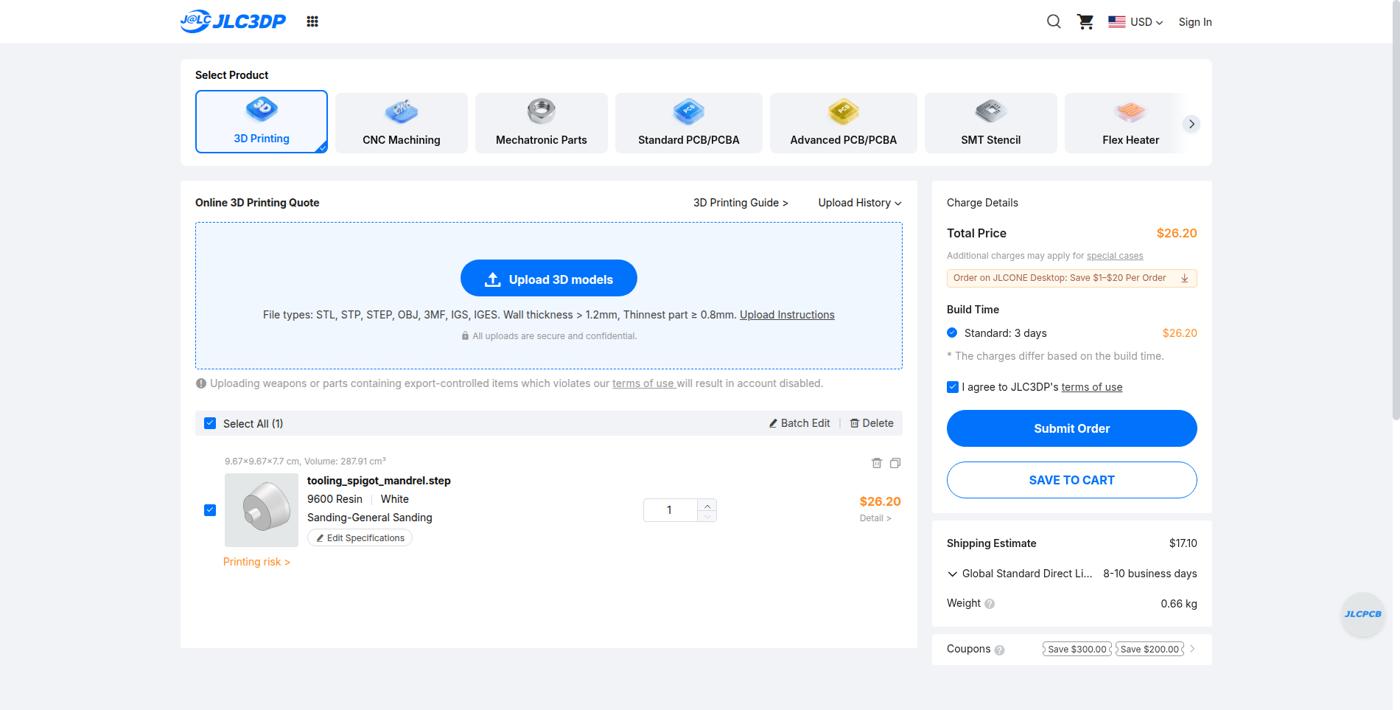 J@LC JLC3DP
USD
Sign In
Select Product
3D Printing
CNC Machining
Mechatronic Parts
Standard PCB/PCBA
Advanced PCB/PCBA
SMT Stencil
Flex Heater
Online 3D Printing Quote
3D Printing Guide >
Upload History
Upload 3D models
File types: STL, STP, STEP, OBJ, 3MF, IGS, IGES. Wall thickness > 1.2mm, Thinnest part ≥ 0.8mm. Upload Instructions
All uploads are secure and confidential.
Uploading weapons or parts containing export-controlled items which violates our terms of use will result in account disabled.
Select All (1)
Batch Edit
Delete
9.67×9.67×7.7 cm, Volume: 287.91 cm³
tooling_spigot_mandrel.step
9600 Resin | White
Sanding-General Sanding
Edit Specifications
Printing risk >
1
$26.20
Detail >
Charge Details
Total Price $26.20
Additional charges may apply for special cases
Order on JLCONE Desktop: Save $1–$20 Per Order
Build Time
Standard: 3 days $26.20
* The charges differ based on the build time.
I agree to JLC3DP's terms of use
Submit Order
SAVE TO CART
Shipping Estimate $17.10
Global Standard Direct Li... 8-10 business days
Weight ? 0.66 kg
Coupons ? Save $300.00 Save $200.00
JLCPCB